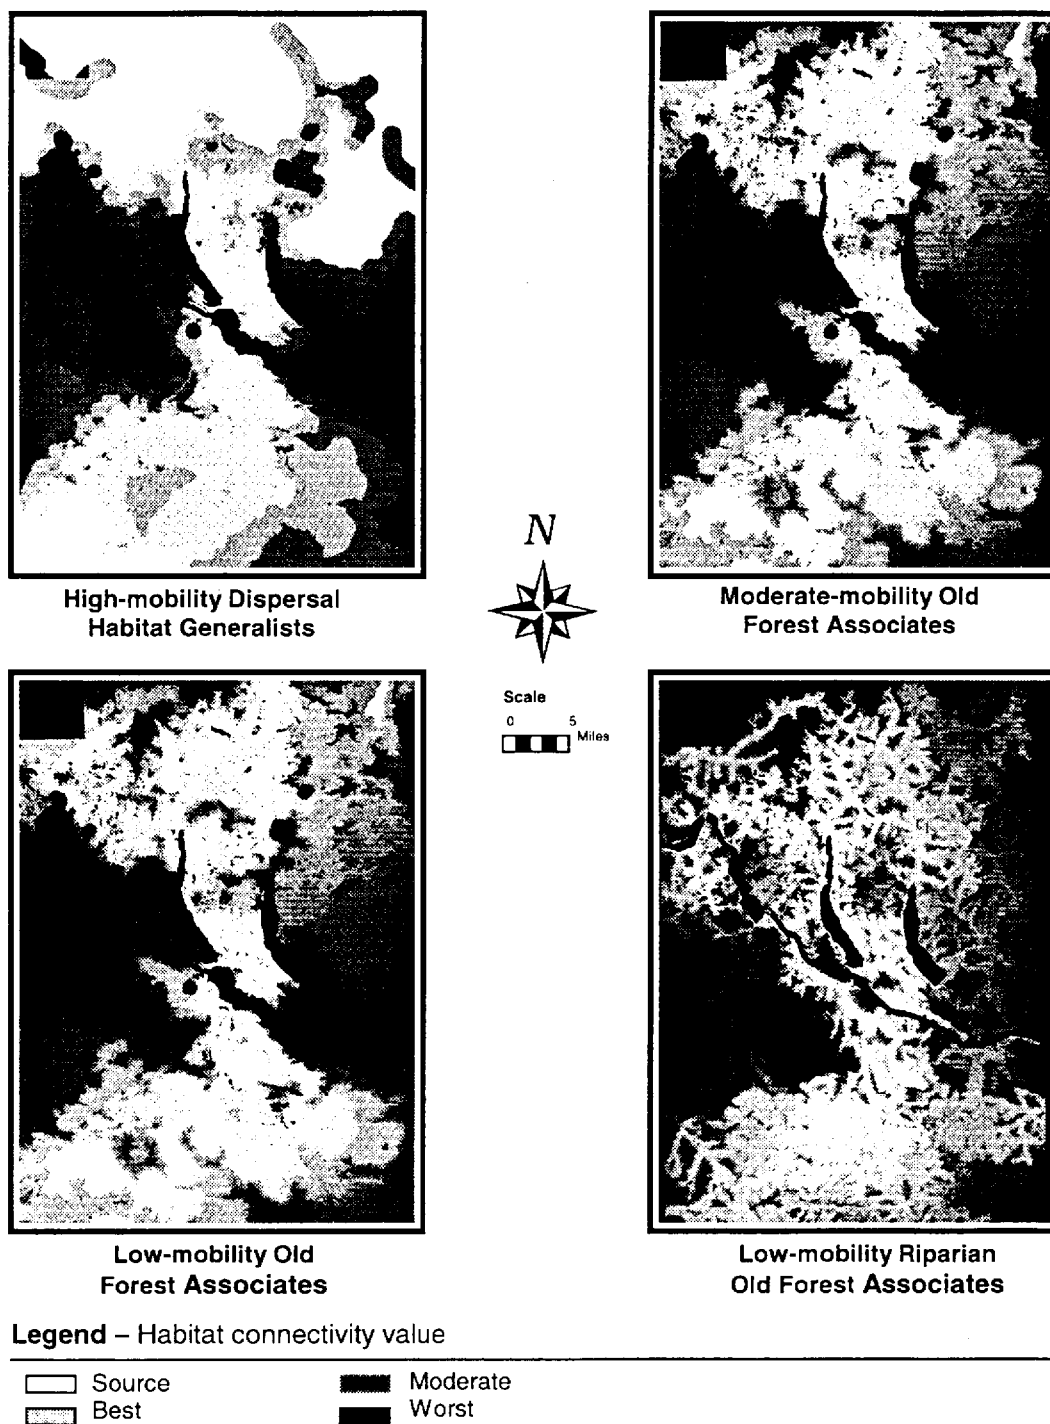 High-mobility Dispersal
Habitat Generalists
Moderate-mobility Old
Forest Associates
N
Scale
0 5
Miles
Low-mobility Old
Forest Associates
Low-mobility Riparian
Old Forest Associates
Legend – Habitat connectivity value
Source
Best
Moderate
Worst